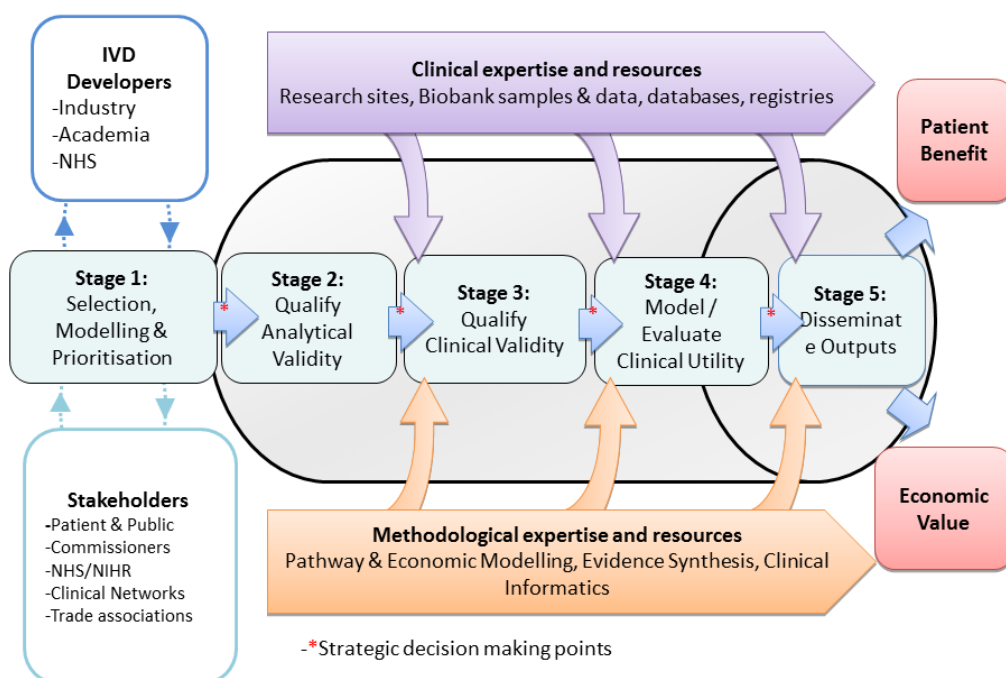 IVD
Developers
-Industry
-Academia
-NHS
Clinical expertise and resources
Research sites, Biobank samples & data, databases, registries
Patient
Benefit
Stage 1:
Selection,
Modelling &
Prioritisation
*
Stage 2:
Qualify
Analytical
Validity
*
Stage 3:
Qualify
Clinical Validity
*
Stage 4:
Model /
Evaluate
Clinical Utility
*
Stage 5:
Disseminat
e Outputs
Stakeholders
-Patient & Public
-Commissioners
-NHS/NIHR
-Clinical Networks
-Trade associations
Methodological expertise and resources
Pathway & Economic Modelling, Evidence Synthesis, Clinical
Informatics
Economic
Value
-*Strategic decision making points